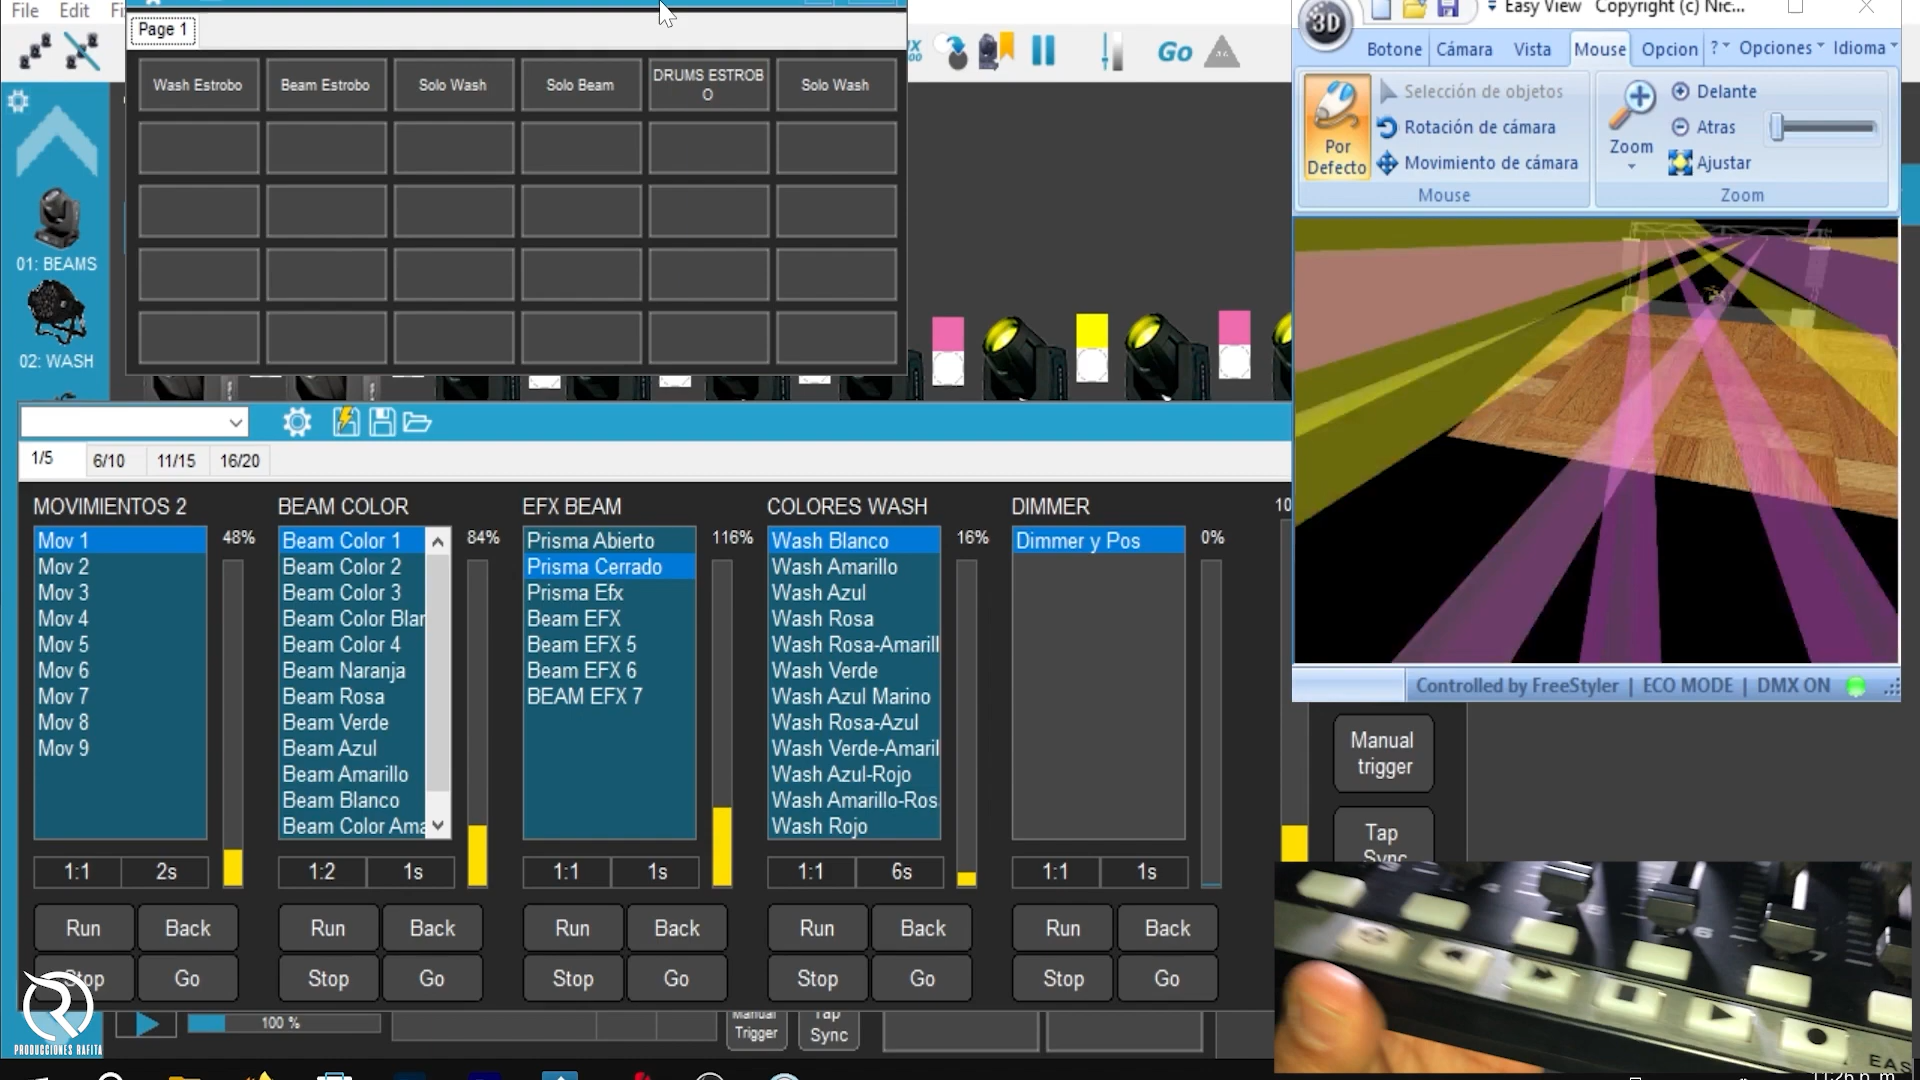 File Edit
Page 1
Wash Estrobo
Beam Estrobo
Solo Wash
Solo Beam
DRUMS ESTROB
O
Solo Wash
Go
01: BEAMS
02: WASH
1/5
6/10
11/15
16/20
MOVIMIENTOS 2
Mov 1
Mov 2
Mov 3
Mov 4
Mov 5
Mov 6
Mov 7
Mov 8
Mov 9
48%
1:1
2s
Run
Back
Go
BEAM COLOR
Beam Color 1
Beam Color 2
Beam Color 3
Beam Color Blar
Beam Color 4
Beam Naranja
Beam Rosa
Beam Verde
Beam Azul
Beam Amarillo
Beam Blanco
Beam Color Ama
84%
1:2
1s
Run
Back
Stop
Go
EFX BEAM
Prisma Abierto
Prisma Cerrado
Prisma Efx
Beam EFX
Beam EFX 5
Beam EFX 6
BEAM EFX 7
116%
1:1
1s
Run
Back
Stop
Go
COLORES WASH
Wash Blanco
Wash Amarillo
Wash Azul
Wash Rosa
Wash Rosa-Amarill
Wash Verde
Wash Azul Marino
Wash Rosa-Azul
Wash Verde-Amaril
Wash Azul-Rojo
Wash Amarillo-Ros
Wash Rojo
16%
1:1
6s
Run
Back
Stop
Go
DIMMER
Dimmer y Pos
0%
1:1
1s
Run
Back
Stop
Go
10
Manual
trigger
Tap
Sync
100 %
Manual
Trigger
Tap
Sync
R
PRODUCCIONES RAFITA
3D
Easy View Copyright (c) Nic...
Botone
Cámara
Vista
Mouse
Opcion
?
Opciones
Idioma
Por
Defecto
Selección de objetos
Rotación de cámara
Movimiento de cámara
Mouse
Zoom
Delante
Atras
Ajustar
Zoom
Controlled by FreeStyler | ECO MODE | DMX ON
5
6
EAS